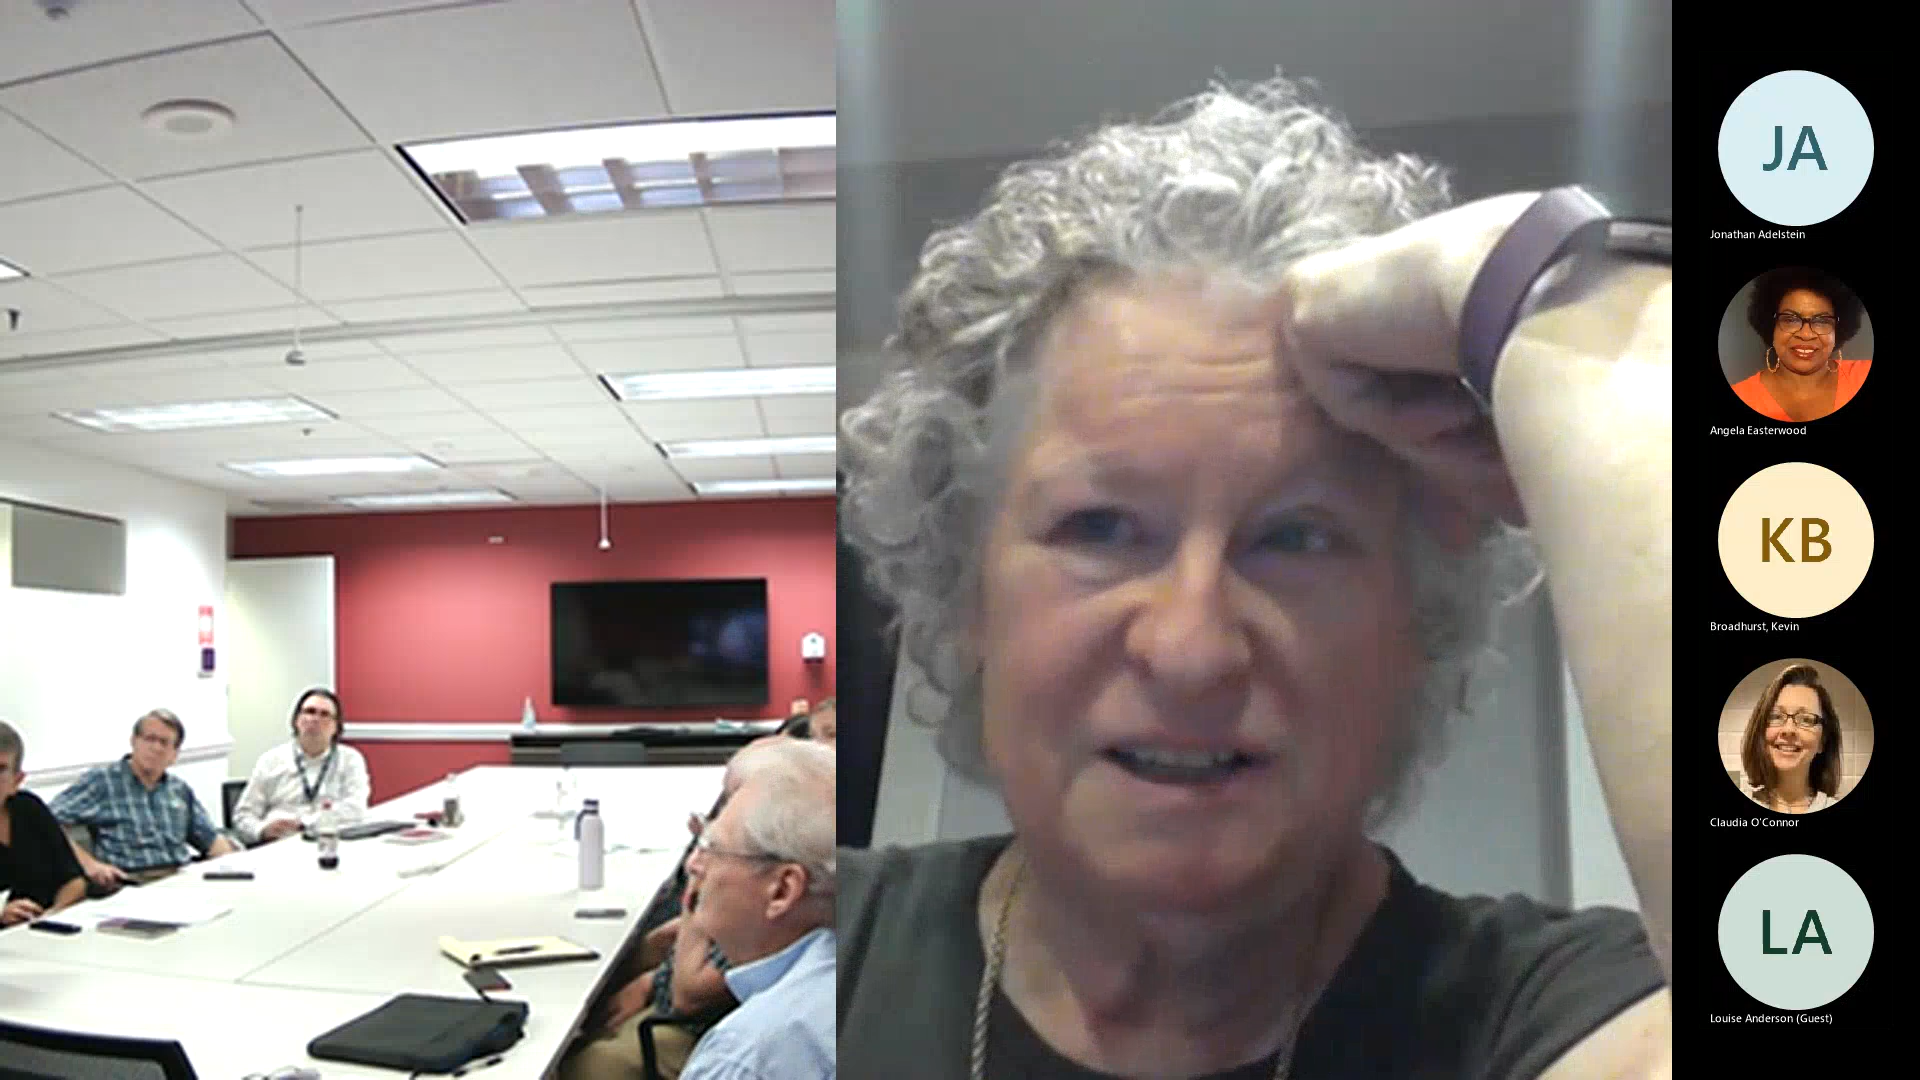 JA
Jonathan Adelstein
Angela Easterwood
KB
Broadhurst, Kevin
Claudia O'Connor
LA
Louise Anderson (Guest)